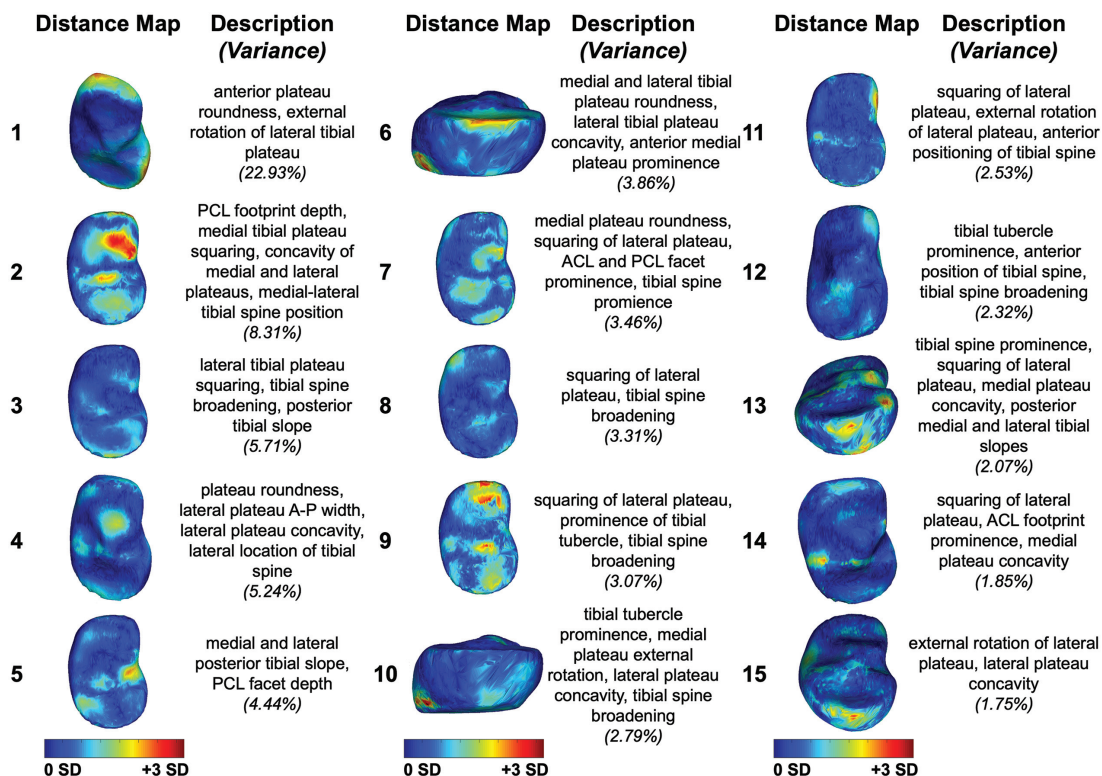 Distance Map Description
(Variance)
1
anterior plateau
roundness, external
rotation of lateral tibial
plateau
(22.93%)
2
PCL footprint depth,
medial tibial plateau
squaring, concavity of
medial and lateral
plateaus, medial-lateral
tibial spine position
(8.31%)
3
lateral tibial plateau
squaring, tibial spine
broadening, posterior
tibial slope
(5.71%)
4
plateau roundness,
lateral plateau A-P width,
lateral plateau concavity,
lateral location of tibial
spine
(5.24%)
5
medial and lateral
posterior tibial slope,
PCL facet depth
(4.44%)
0 SD +3 SD
Distance Map Description
(Variance)
6
medial and lateral tibial
plateau roundness,
lateral tibial plateau
concavity, anterior medial
plateau prominence
(3.86%)
7
medial plateau roundness,
squaring of lateral plateau,
ACL and PCL facet
prominence, tibial spine
promience
(3.46%)
8
squaring of lateral
plateau, tibial spine
broadening
(3.31%)
9
squaring of lateral plateau,
prominence of tibial
tubercle, tibial spine
broadening
(3.07%)
10
tibial tubercle
prominence, medial
plateau external
rotation, lateral plateau
concavity, tibial spine
broadening
(2.79%)
0 SD +3 SD
Distance Map Description
(Variance)
11
squaring of lateral
plateau, external rotation
of lateral plateau, anterior
positioning of tibial spine
(2.53%)
12
tibial tubercle
prominence, anterior
position of tibial spine,
tibial spine broadening
(2.32%)
13
tibial spine prominence,
squaring of lateral
plateau, medial plateau
concavity, posterior
medial and lateral tibial
slopes
(2.07%)
14
squaring of lateral
plateau, ACL footprint
prominence, medial
plateau concavity
(1.85%)
15
external rotation of lateral
plateau, lateral plateau
concavity
(1.75%)
0 SD +3 SD